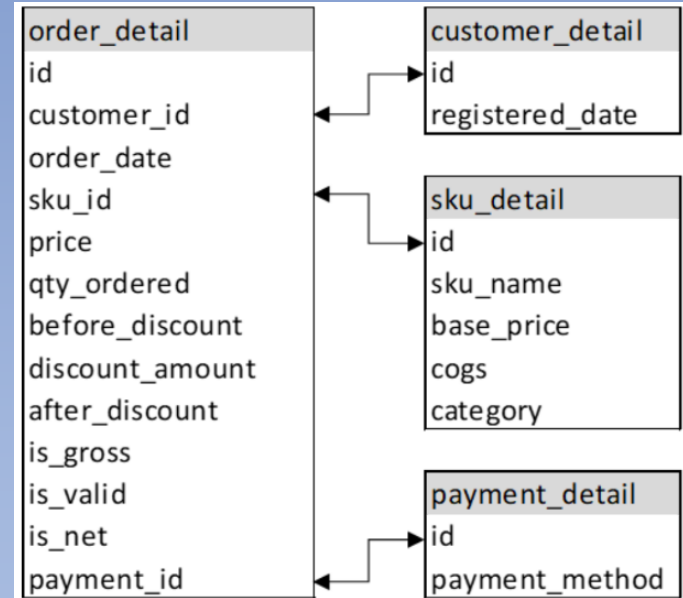 order_detail
id
customer_id
order_date
sku_id
price
qty_ordered
before_discount
discount_amount
after_discount
is_gross
is_valid
is_net
payment_id
customer_detail
id
registered_date
sku_detail
id
sku_name
base_price
cogs
category
payment_detail
id
payment_method